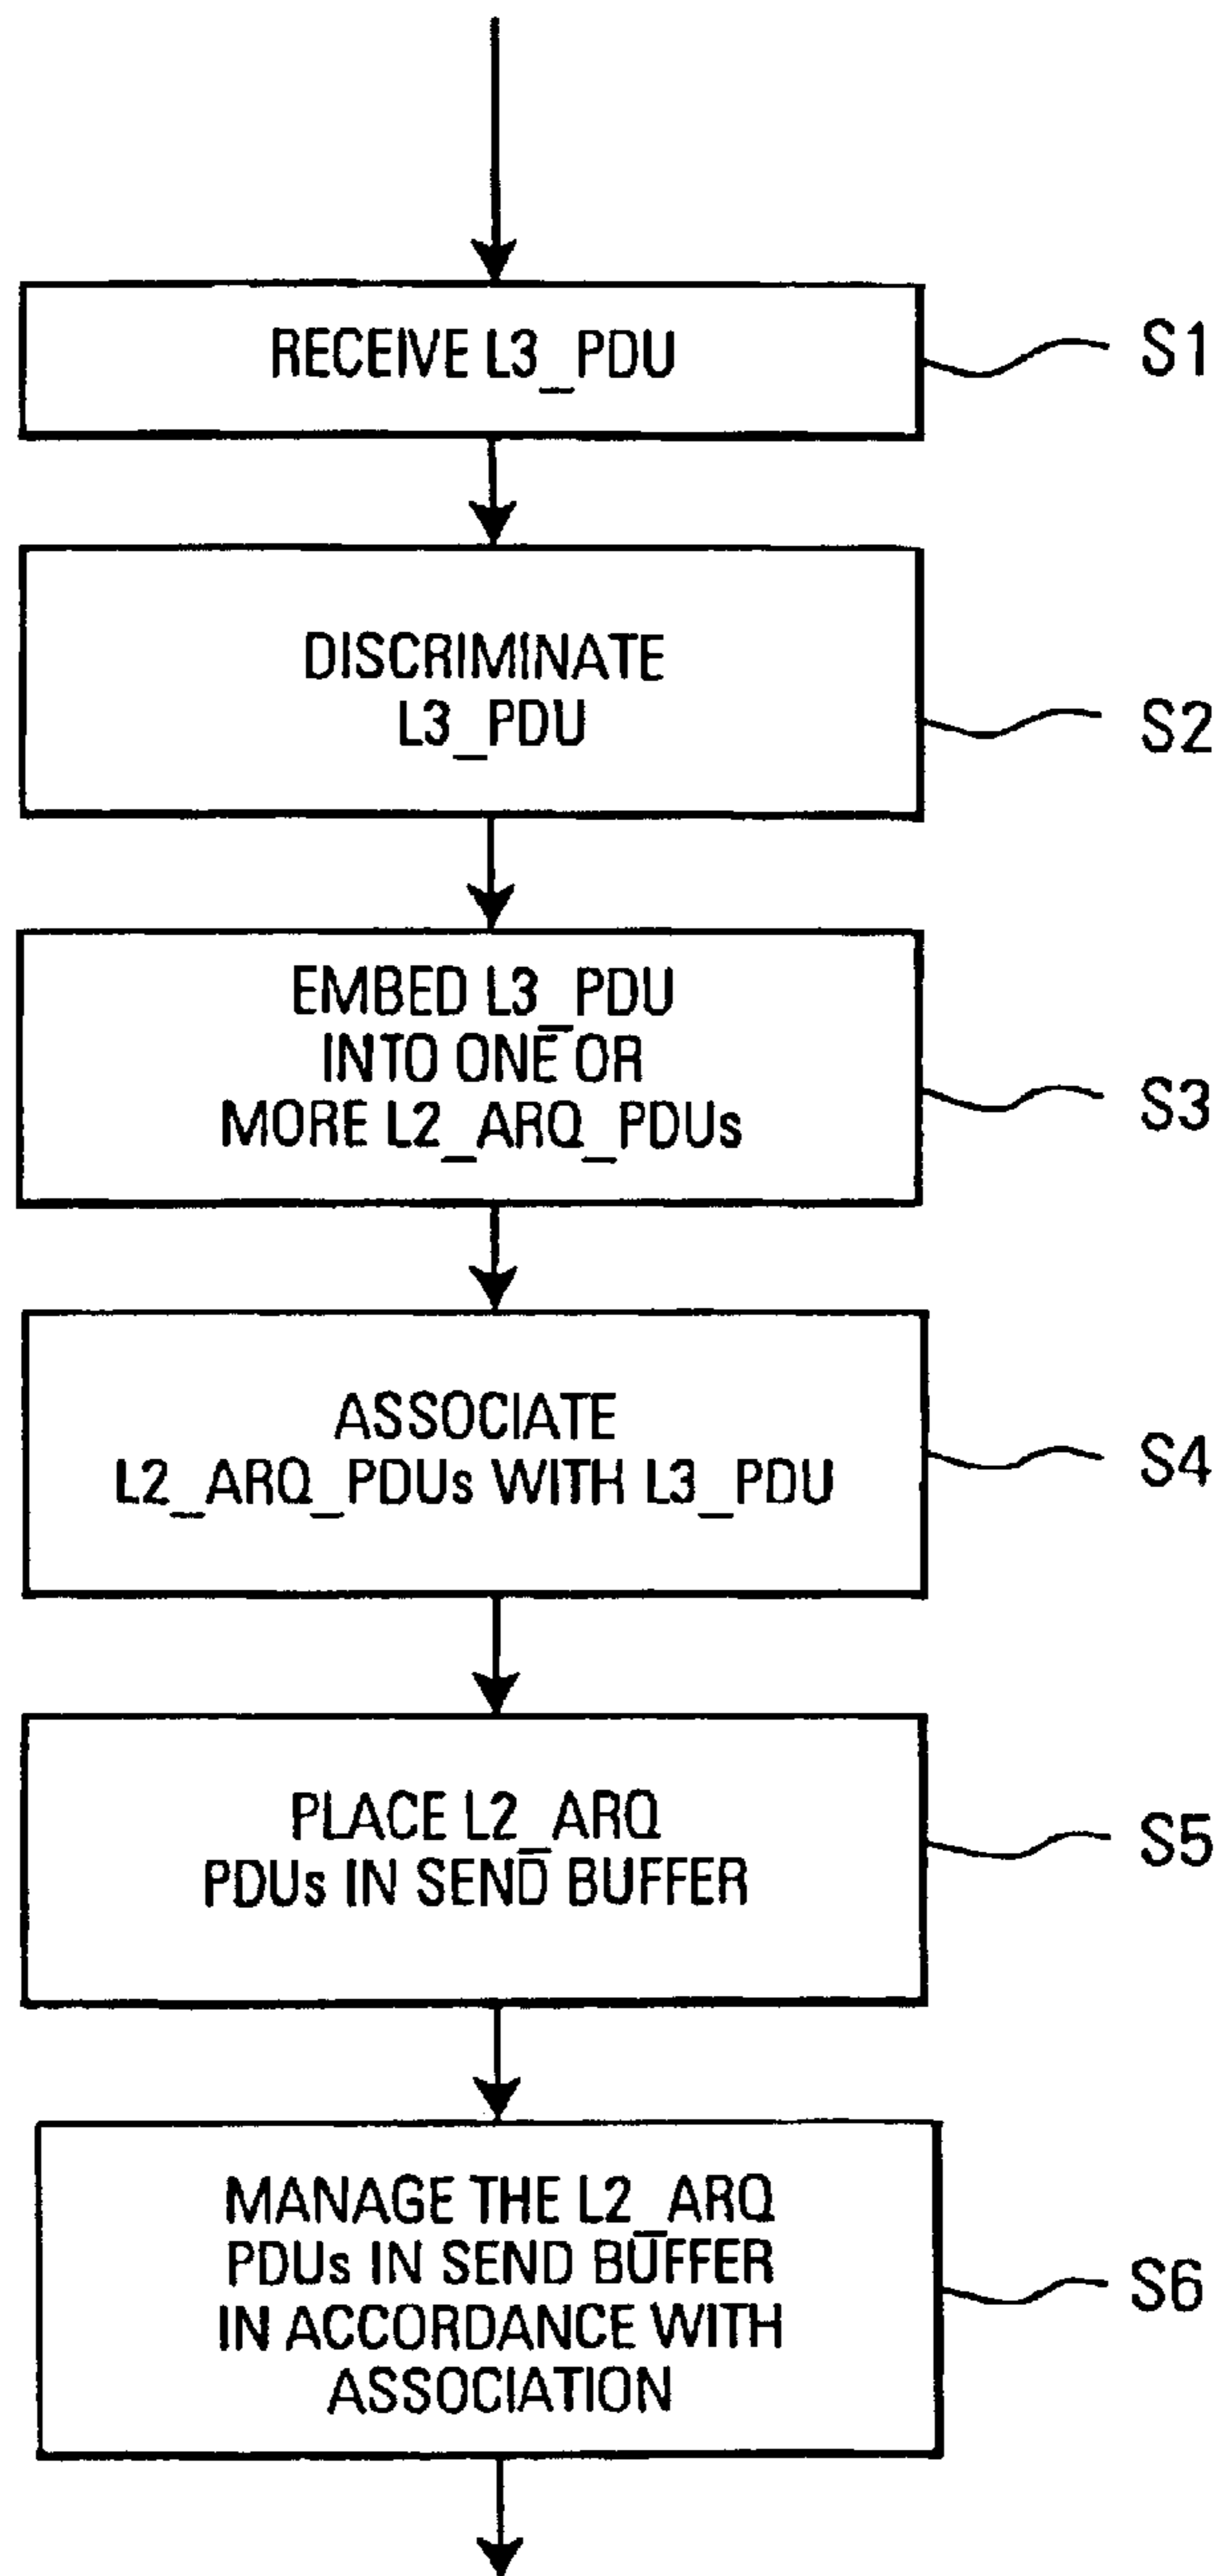 RECEIVE L3_PDU
S1
DISCRIMINATE
L3_PDU
S2
EMBED L3_PDU
INTO ONE OR
MORE L2_ARQ_PDUs
S3
ASSOCIATE
L2_ARQ_PDUs WITH L3_PDU
S4
PLACE L2_ARQ
PDUs IN SEND BUFFER
S5
MANAGE THE L2_ARQ
PDUs IN SEND BUFFER
IN ACCORDANCE WITH
ASSOCIATION
S6